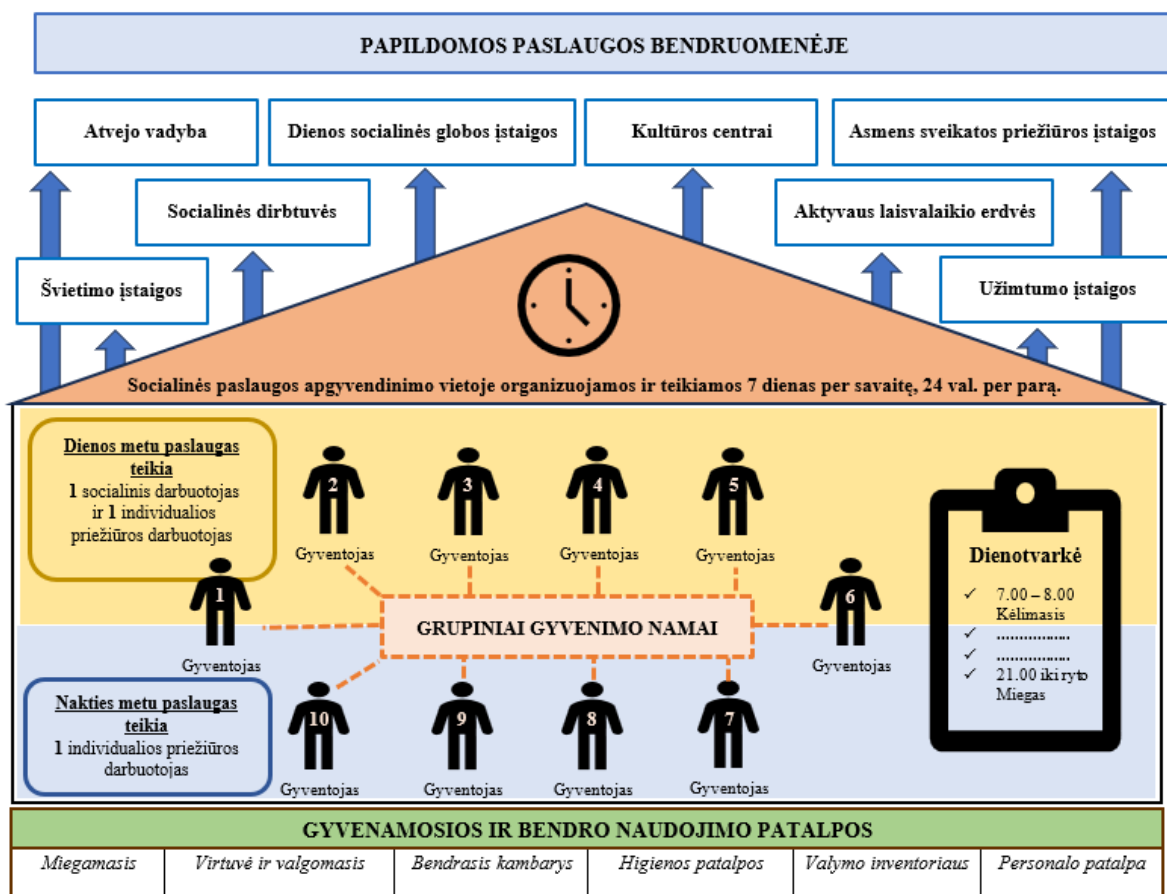 PAPILDOMOS PASLAUGOS BENDRUOMENĖJE
Atvejo vadyba
Dienos socialinės globos įstaigos
Kultūros centrai
Asmens sveikatos priežiūros įstaigos
Socialinės dirbtuvės
Aktyvaus laisvalaikio erdvės
Švietimo įstaigos
Užimtumo įstaigos
Socialinės paslaugos apgyvendinimo vietoje organizuojamos ir teikiamos 7 dienas per savaitę, 24 val. per parą.
Dienos metu paslaugas
teikia
1 socialinis darbuotojas
ir 1 individualios
priežiūros darbuotojas
2
Gyventojas
3
Gyventojas
4
Gyventojas
5
Gyventojas
1
Gyventojas
6
Gyventojas
GRUPINIAI GYVENIMO NAMAI
Dienotvarkė
✓ 7.00 – 8.00
Kėlimasis
✓ .................
✓ .................
✓ 21.00 iki ryto
Miegas
Nakties metu paslaugas
teikia
1 individualios priežiūros
darbuotojas
10
Gyventojas
9
Gyventojas
8
Gyventojas
7
Gyventojas
GYVENAMOSIOS IR BENDRO NAUDOJIMO PATALPOS
Miegamasis
Virtuvė ir valgomasis
Bendrasis kambarys
Higienos patalpos
Valymo inventoriaus
Personalo patalpa